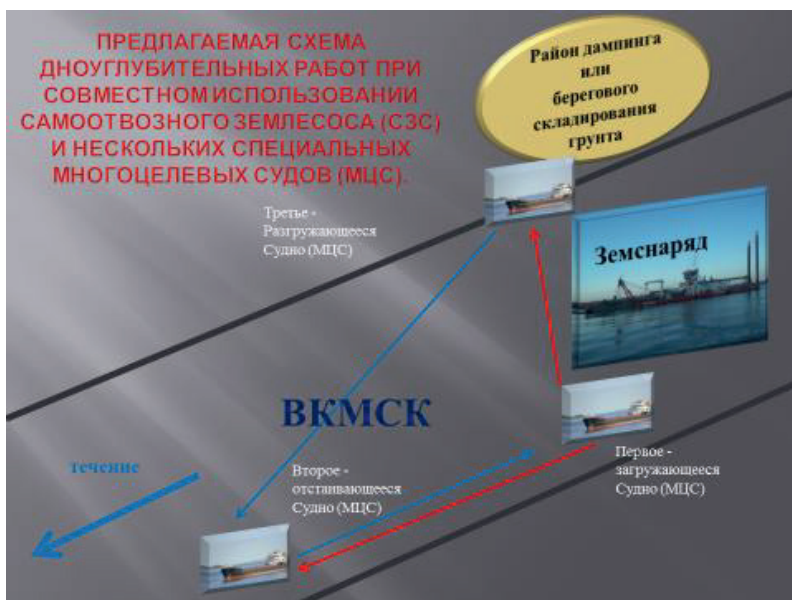 ПРЕДЛАГАЕМАЯ СХЕМА
ДНОУГЛУБИТЕЛЬНЫХ РАБОТ ПРИ
СОВМЕСТНОМ ИСПОЛЬЗОВАНИИ
САМООТВОЗНОГО ЗЕМЛЕСОСА (СЗС)
И НЕСКОЛЬКИХ СПЕЦИАЛЬНЫХ
МНОГОЦЕЛЕВЫХ СУДОВ (МЦС).
Район дампинга
или
берегового
складирования
грунта
Третье -
Разгружающееся
Судно (МЦС)
Земснаряд
ВКМСК
Первое -
загружающееся
Судно (МЦС)
течение
Второе -
отстаивающееся
Судно (МЦС)